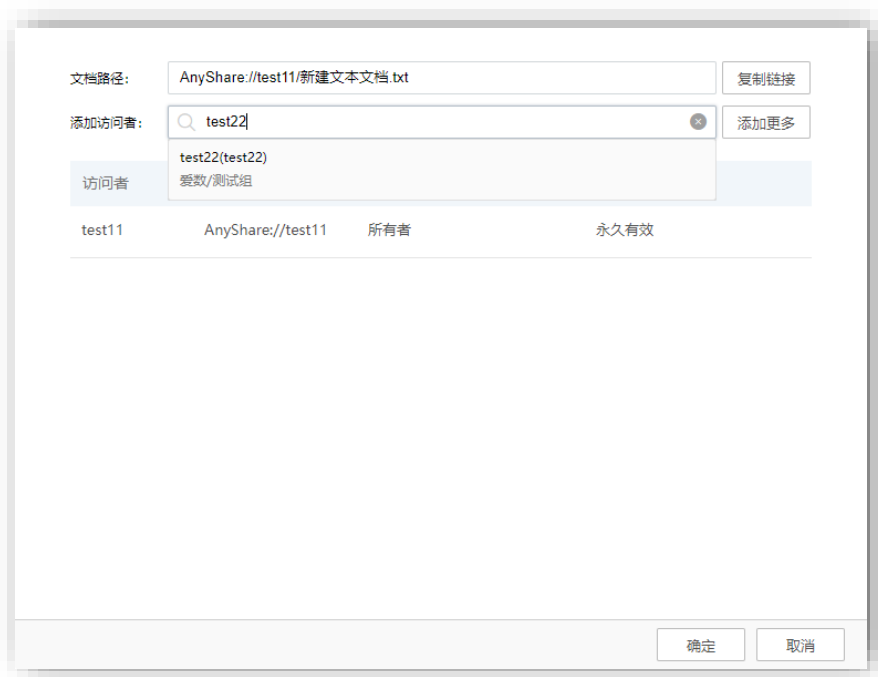 文档路径： AnyShare://test11/新建文本文档.txt 复制链接
添加访问者： test22 添加更多
test22(test22)
访问者 爱数/测试组
test11 AnyShare://test11 所有者 永久有效
确定 取消